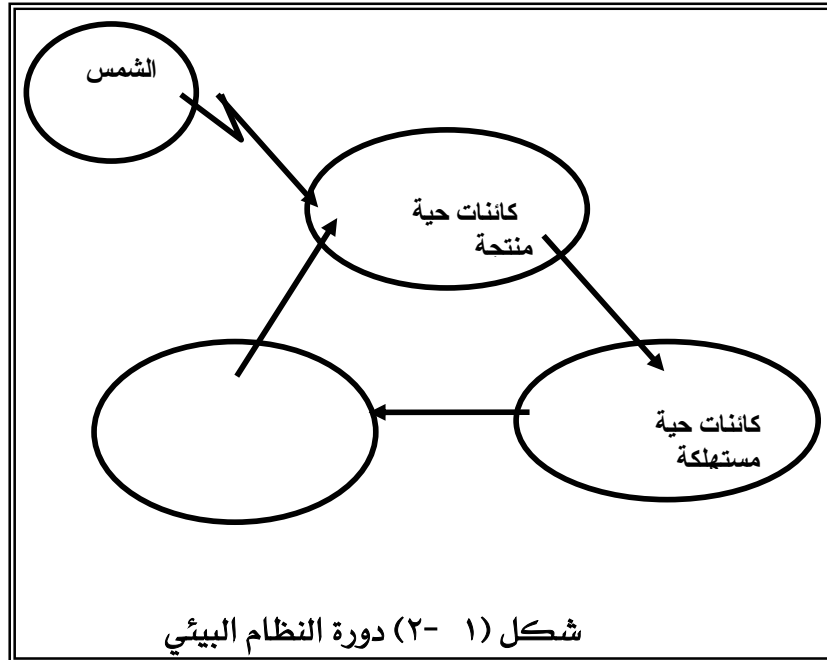 الشمس
كائنات حية
منتجة
كائنات حية
مستهلكة
شكل (١ -٢) دورة النظام البيئي